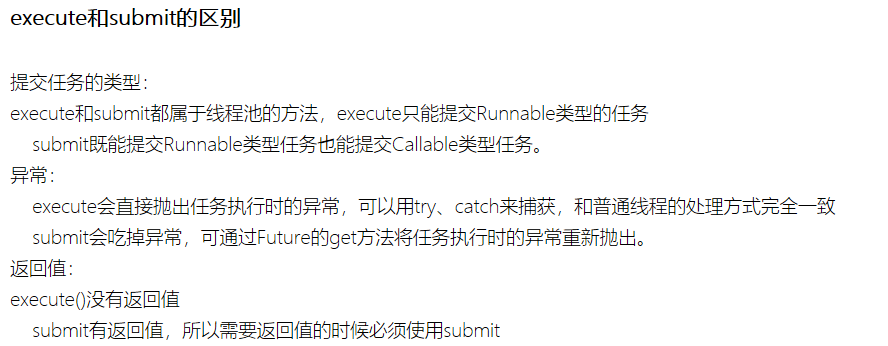 execute和submit的区别
提交任务的类型：
execute和submit都属于线程池的方法，execute只能提交Runnable类型的任务
submit既能提交Runnable类型任务也能提交Callable类型任务。
异常：
execute会直接抛出任务执行时的异常，可以用try、catch来捕获，和普通线程的处理方式完全一致
submit会吃掉异常，可通过Future的get方法将任务执行时的异常重新抛出。
返回值：
execute()没有返回值
submit有返回值，所以需要返回值的时候必须使用submit